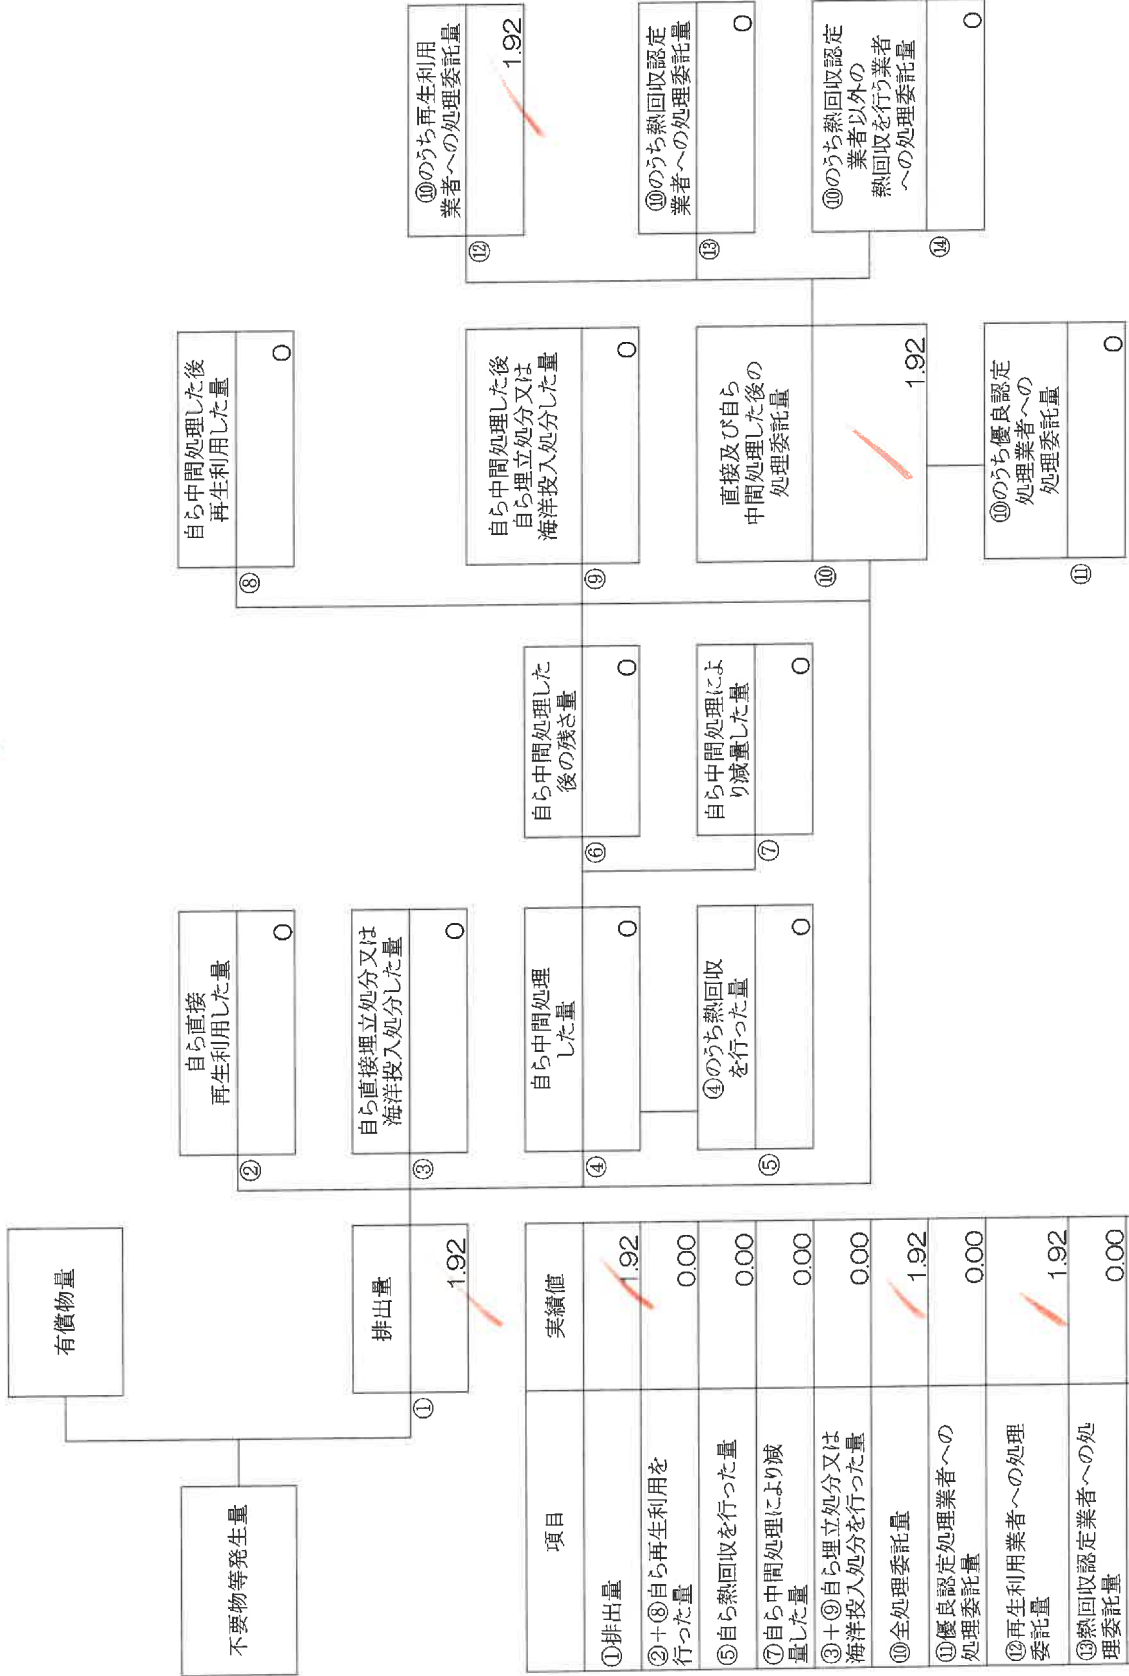 不要物等発生量
有償物量
①
排出量
1.92
②
自ら直接
再生利用した量
0
③
自ら直接埋立処分又は
海洋投入処分した量
0
④
自ら中間処理
した量
0
⑤
④のうち熱回収
を行った量
0
⑥
自ら中間処理した
後の残さ量
0
⑦
自ら中間処理によ
り減量した量
0
⑧
自ら中間処理した後
再生利用した量
0
⑨
自ら中間処理した後
自ら埋立処分又は
海洋投入処分した量
0
⑩
直接及び自ら
中間処理した後の
処理委託量
1.92
⑪
⑩のうち優良認定
処理業者への
処理委託量
0
⑫
⑩のうち再生利用
業者への処理委託量
1.92
⑬
⑩のうち熱回収認定
業者への処理委託量
0
⑭
⑩のうち熱回収認定
業者以外の
熱回収を行う業者
への処理委託量
0
項目 実績値
①排出量 1.92
②+⑧自ら再生利用を
行った量 0.00
⑤自ら熱回収を行った量 0.00
⑦自ら中間処理により減
量した量 0.00
③+⑨自ら埋立処分又は
海洋投入処分を行った量 0.00
⑩全処理委託量 1.92
⑪優良認定処理業者への
処理委託量 0.00
⑫再生利用業者への処理
委託量 1.92
⑬熱回収認定業者への処
理委託量 0.00